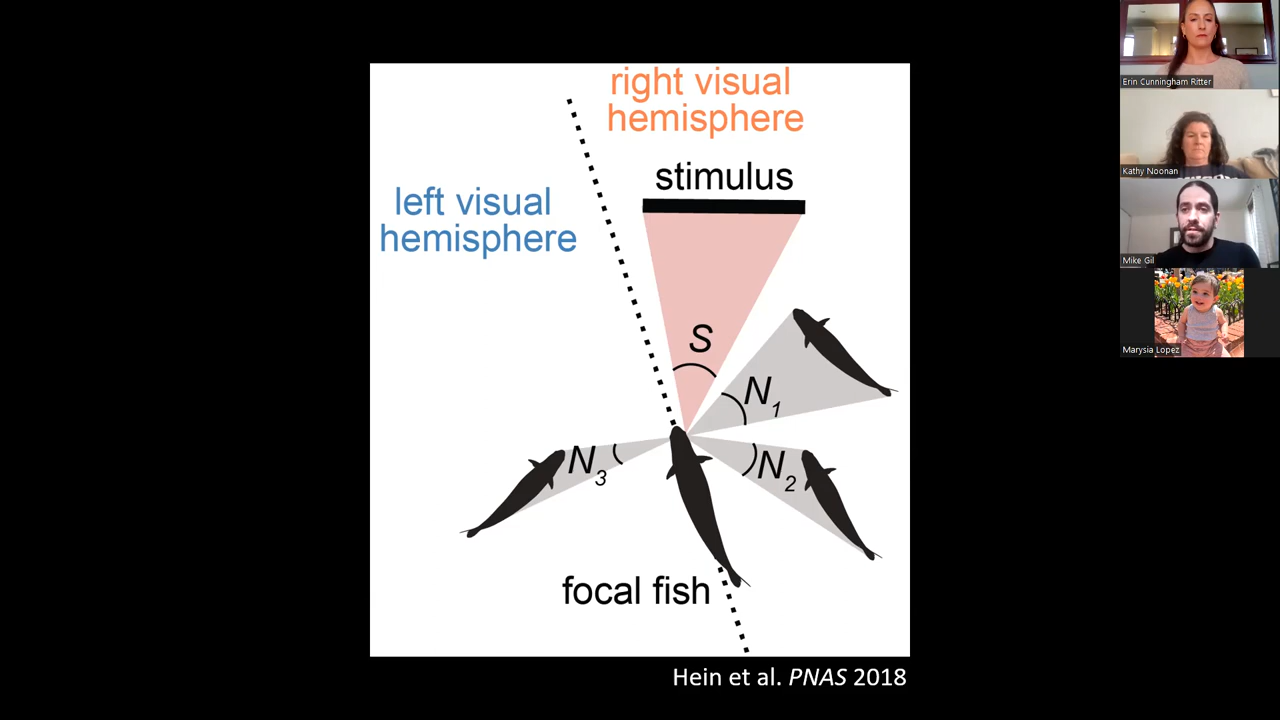 right visual
hemisphere
stimulus
left visual
hemisphere
S
N1
N2
N3
focal fish
Hein et al. PNAS 2018
Erin Cunningham Ritter
Kathy Noonan
Mike Gil
Marysia Lopez